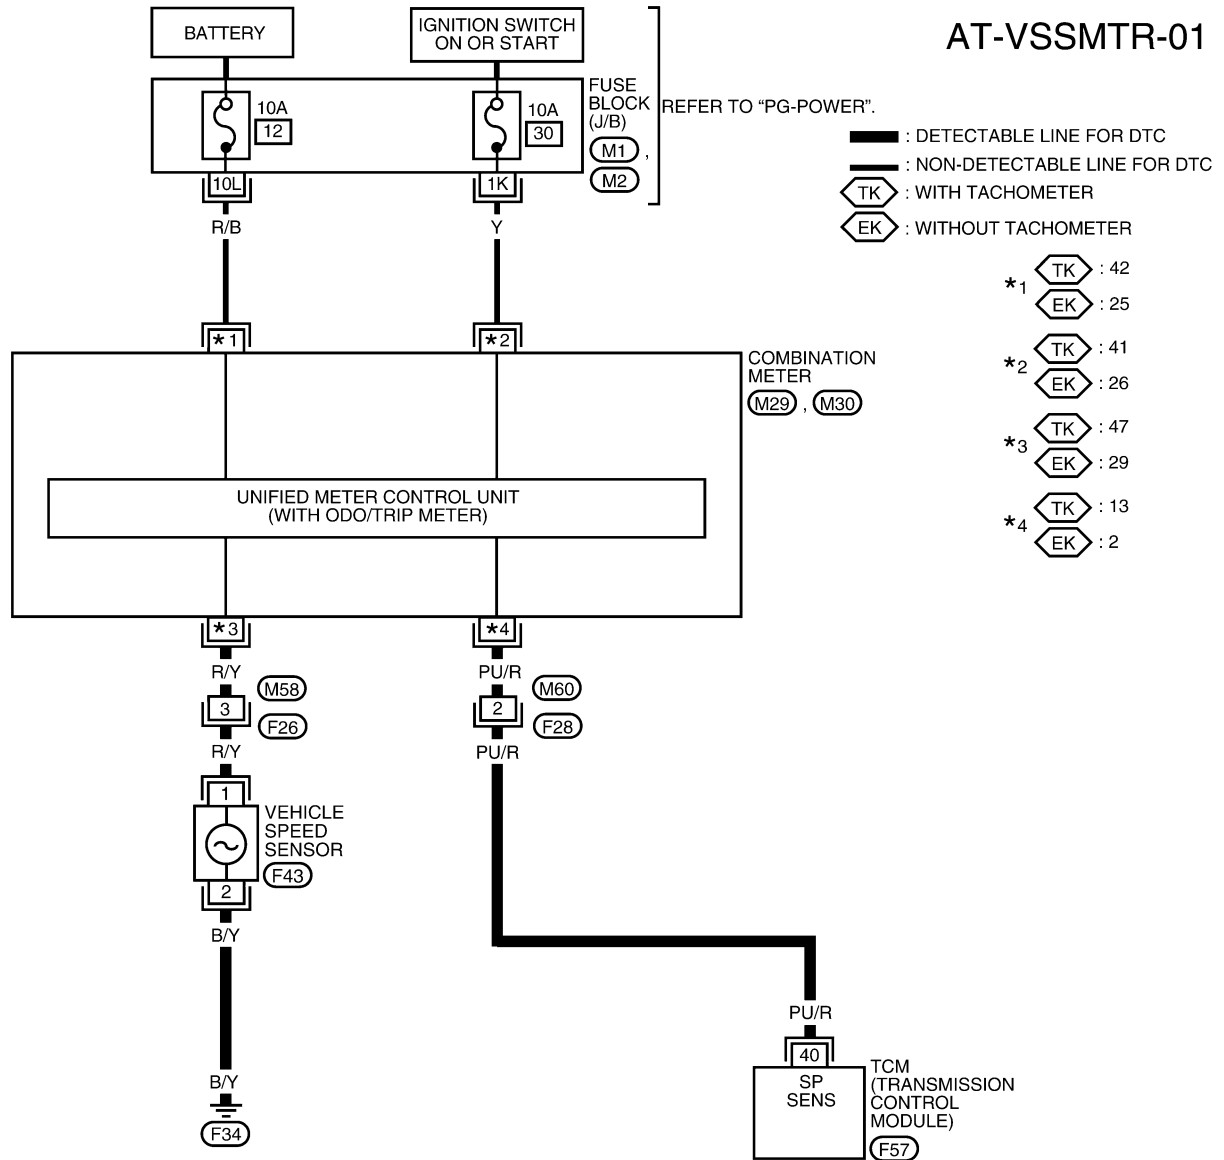 AT-VSSMTR-01
BATTERY
IGNITION SWITCH
ON OR START
10A
12
10A
30
FUSE
BLOCK
(J/B)
M1 ,
M2
REFER TO “PG-POWER”.
: DETECTABLE LINE FOR DTC
: NON-DETECTABLE LINE FOR DTC
TK : WITH TACHOMETER
EK : WITHOUT TACHOMETER
*1 TK : 42
EK : 25
*2 TK : 41
EK : 26
*3 TK : 47
EK : 29
*4 TK : 13
EK : 2
10L
1K
R/B
Y
*1
*2
COMBINATION
METER
M29 , M30
UNIFIED METER CONTROL UNIT
(WITH ODO/TRIP METER)
*3
*4
R/Y
PU/R
M58
M60
3
2
F26
F28
R/Y
PU/R
1
VEHICLE
SPEED
SENSOR
F43
2
B/Y
PU/R
40
SP
SENS
TCM
(TRANSMISSION
CONTROL
MODULE)
F57
B/Y
F34